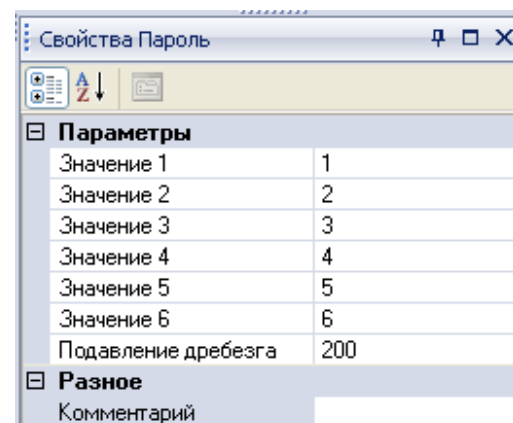 Свойства Пароль
A
Z
Параметры
Значение 1 1
Значение 2 2
Значение 3 3
Значение 4 4
Значение 5 5
Значение 6 6
Подавление дребезга 200
Разное
Комментарий